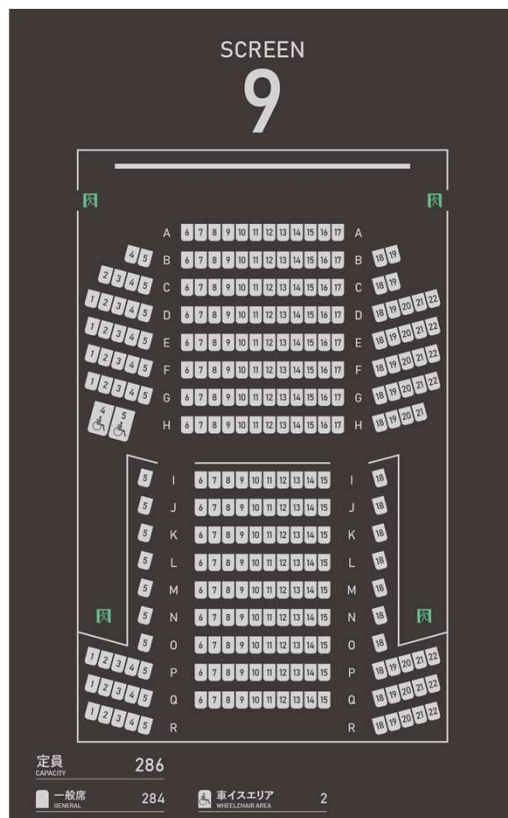 SCREEN
9
A 6 7 8 9 10 11 12 13 14 15 16 17 A
4 5 B 6 7 8 9 10 11 12 13 14 15 16 17 B 18 19
2 3 4 5 C 6 7 8 9 10 11 12 13 14 15 16 17 C 18 19
1 2 3 4 5 D 6 7 8 9 10 11 12 13 14 15 16 17 D 18 19 20 21 22
1 2 3 4 5 E 6 7 8 9 10 11 12 13 14 15 16 17 E 18 19 20 21 22
1 2 3 4 5 F 6 7 8 9 10 11 12 13 14 15 16 17 F 18 19 20 21 22
1 2 3 4 5 G 6 7 8 9 10 11 12 13 14 15 16 17 G 18 19 20 21 22
4 5 H 6 7 8 9 10 11 12 13 14 15 16 17 H 18 19 20 21
5 I 6 7 8 9 10 11 12 13 14 15 I 18
5 J 6 7 8 9 10 11 12 13 14 15 J 18
5 K 6 7 8 9 10 11 12 13 14 15 K 18
5 L 6 7 8 9 10 11 12 13 14 15 L 18
5 M 6 7 8 9 10 11 12 13 14 15 M 18
5 N 6 7 8 9 10 11 12 13 14 15 N 18
5 O 6 7 8 9 10 11 12 13 14 15 O 18
1 2 3 4 5 P 6 7 8 9 10 11 12 13 14 15 P 18 19 20 21 22
1 2 3 4 5 Q 6 7 8 9 10 11 12 13 14 15 Q 18 19 20 21 22
1 2 3 4 5 R R 18 19 20 21 22
定員 286
CAPACITY
一般席 284 車イスエリア 2
GENERAL WHEELCHAIR AREA